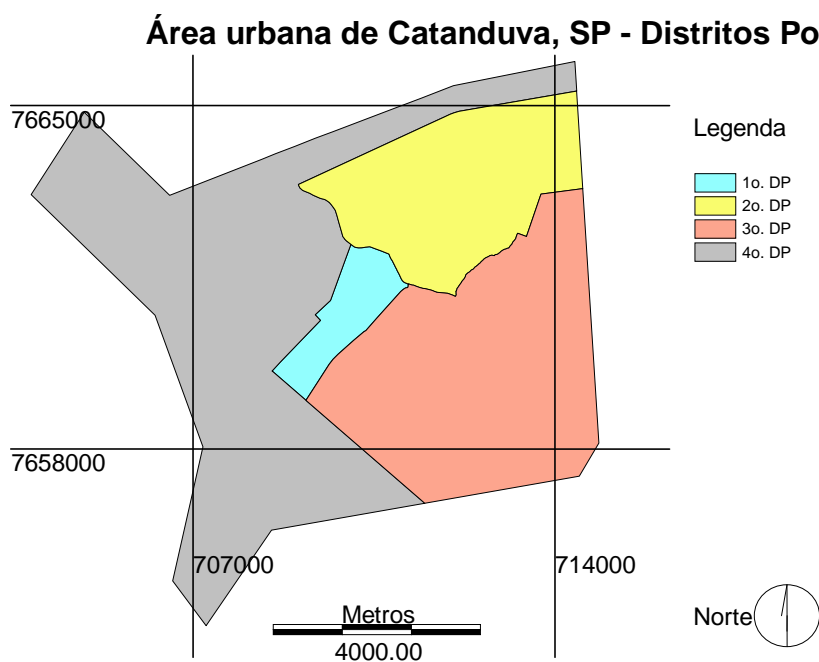 Área urbana de Catanduva, SP - Distritos Po
7665000
Legenda
1o. DP
2o. DP
3o. DP
4o. DP
7658000
707000
714000
Metros
4000.00
Norte